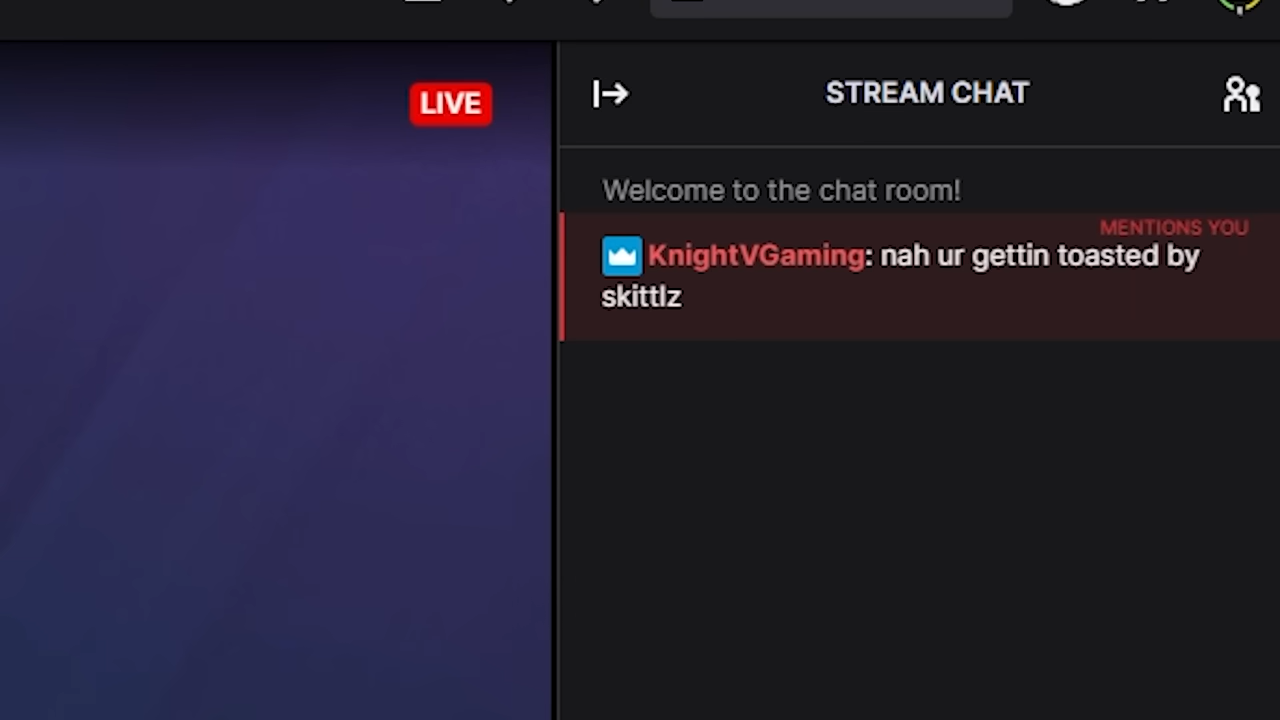 LIVE
STREAM CHAT
Welcome to the chat room!
MENTIONS YOU
KnightVGaming: nah ur gettin toasted by
skittlz